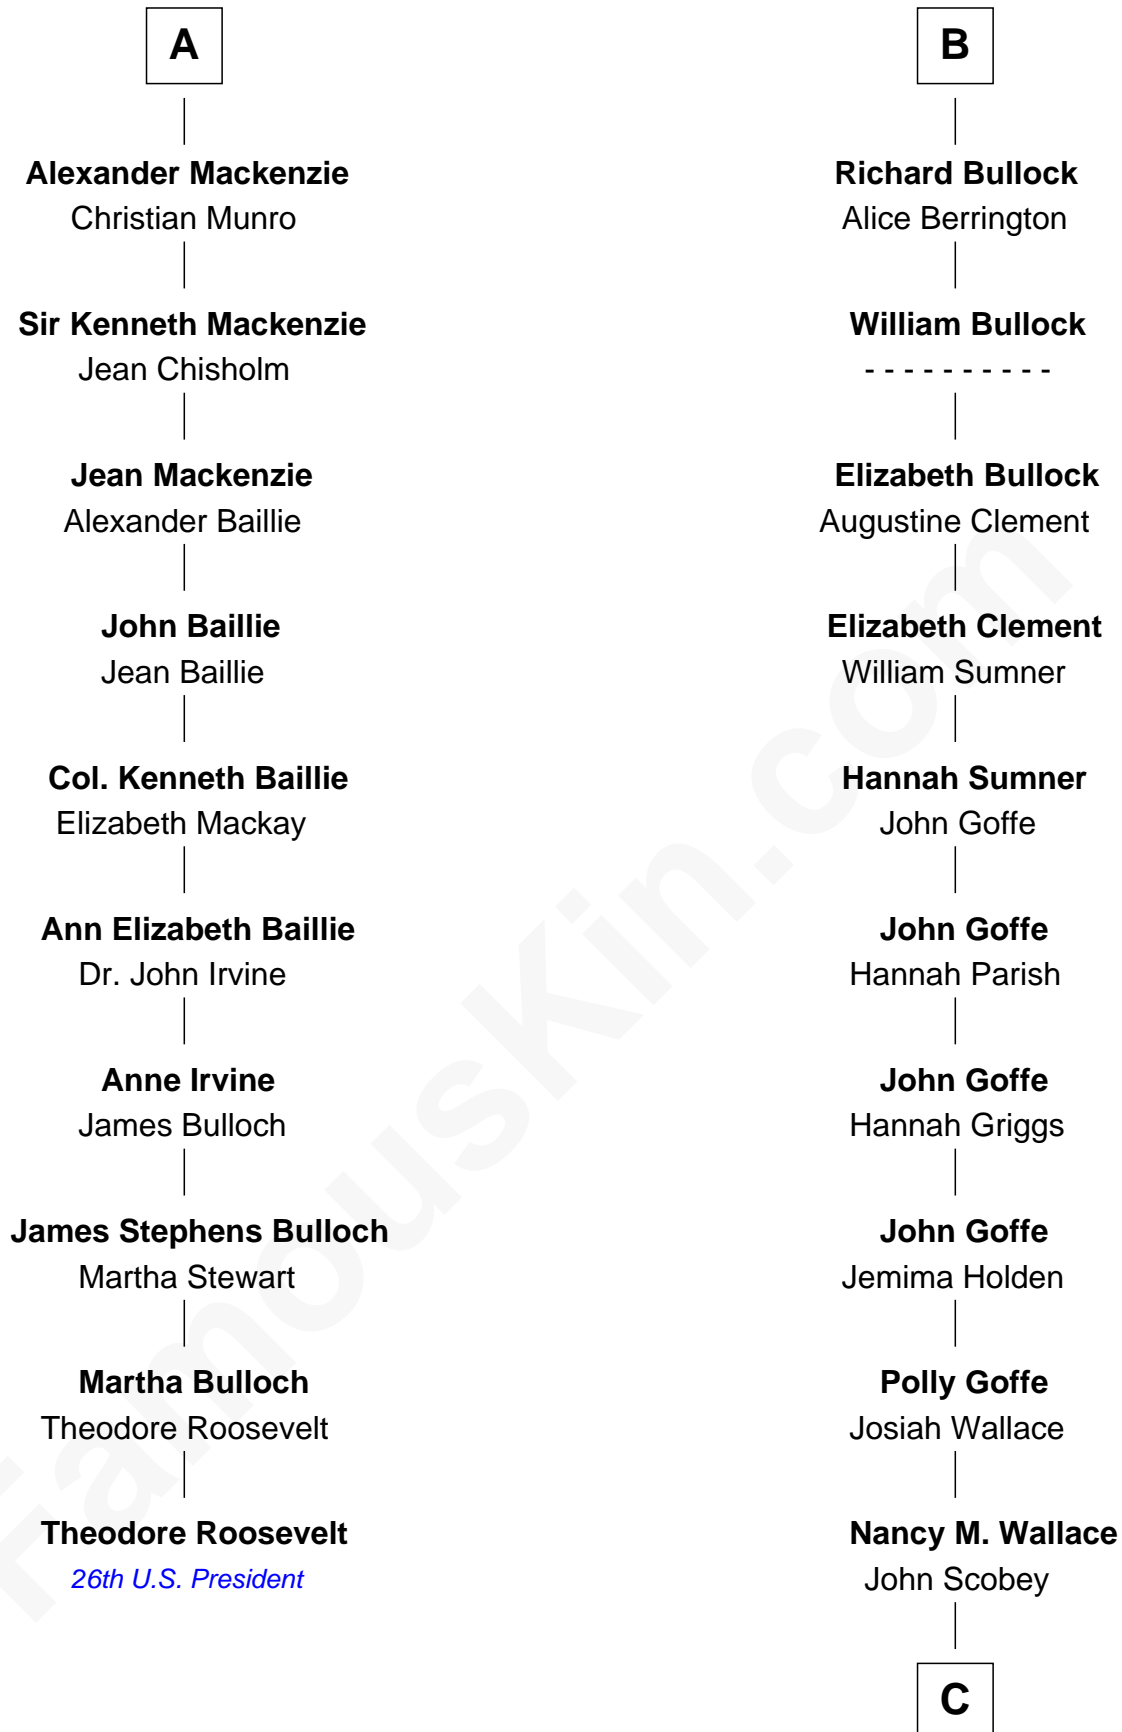 A
Alexander Mackenzie
Christian Munro
Sir Kenneth Mackenzie
Jean Chisholm
Jean Mackenzie
Alexander Baillie
John Baillie
Jean Baillie
Col. Kenneth Baillie
Elizabeth Mackay
Ann Elizabeth Baillie
Dr. John Irvine
Anne Irvine
James Bulloch
James Stephens Bulloch
Martha Stewart
Martha Bulloch
Theodore Roosevelt
Theodore Roosevelt
26th U.S. President
B
Richard Bullock
Alice Berrington
William Bullock
- - - - - - - - - -
Elizabeth Bullock
Augustine Clement
Elizabeth Clement
William Sumner
Hannah Sumner
John Goffe
John Goffe
Hannah Parish
John Goffe
Hannah Griggs
John Goffe
Jemima Holden
Polly Goffe
Josiah Wallace
Nancy M. Wallace
John Scobey
C
FamousKin.com